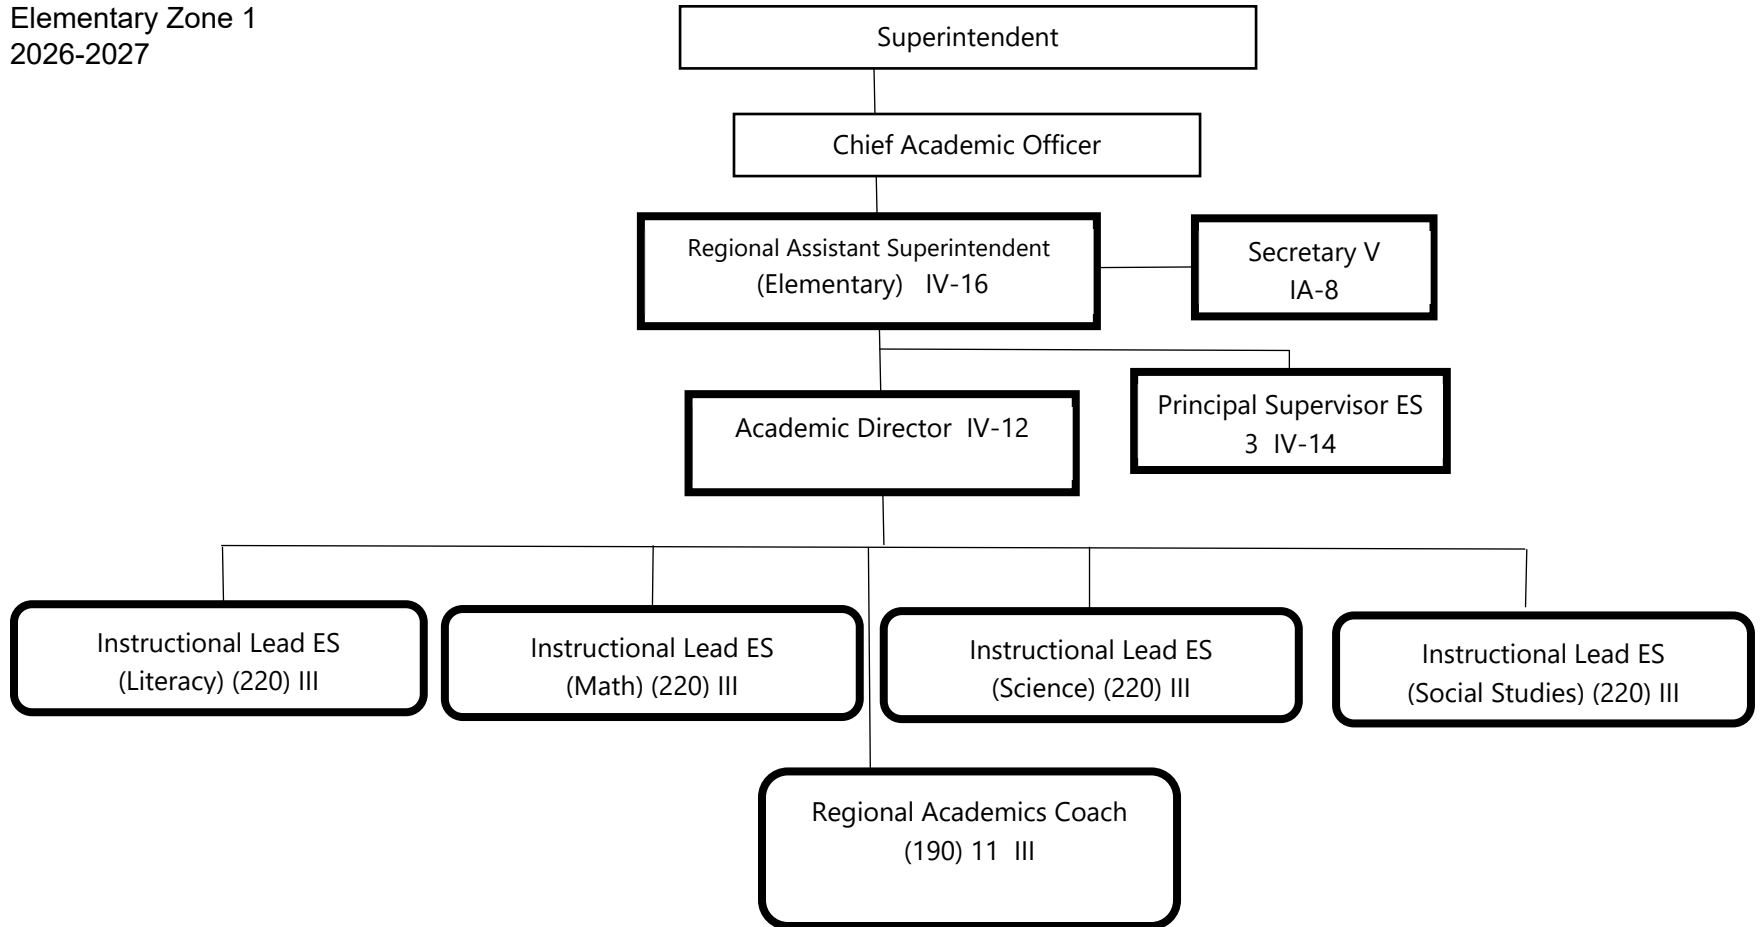 Elementary Zone 1
2026-2027
Superintendent
Chief Academic Officer
Regional Assistant Superintendent
(Elementary) IV-16
Secretary V
IA-8
Academic Director IV-12
Principal Supervisor ES
3 IV-14
Instructional Lead ES
(Literacy) (220) III
Instructional Lead ES
(Math) (220) III
Instructional Lead ES
(Science) (220) III
Instructional Lead ES
(Social Studies) (220) III
Regional Academics Coach
(190) 11 III